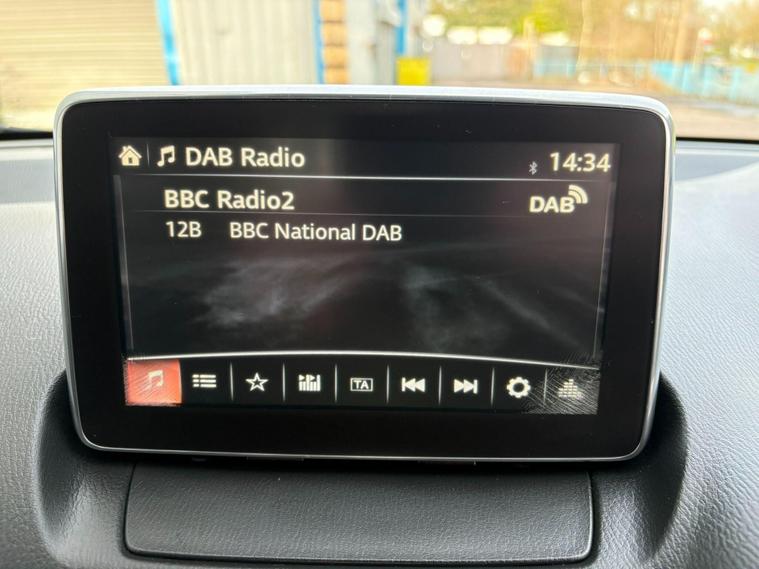 DAB Radio 14:34
BBC Radio2 DAB
12B BBC National DAB
TA